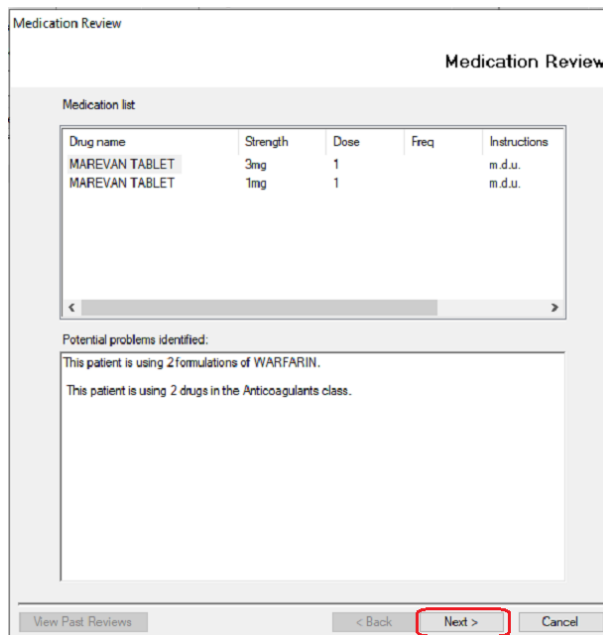 Medication Review
Medication Review
Medication list
Drug name Strength Dose Freq Instructions
MAREVAN TABLET 3mg 1 m.d.u.
MAREVAN TABLET 1mg 1 m.d.u.
Potential problems identified:
This patient is using 2 formulations of WARFARIN.
This patient is using 2 drugs in the Anticoagulants class.
View Past Reviews < Back Next > Cancel